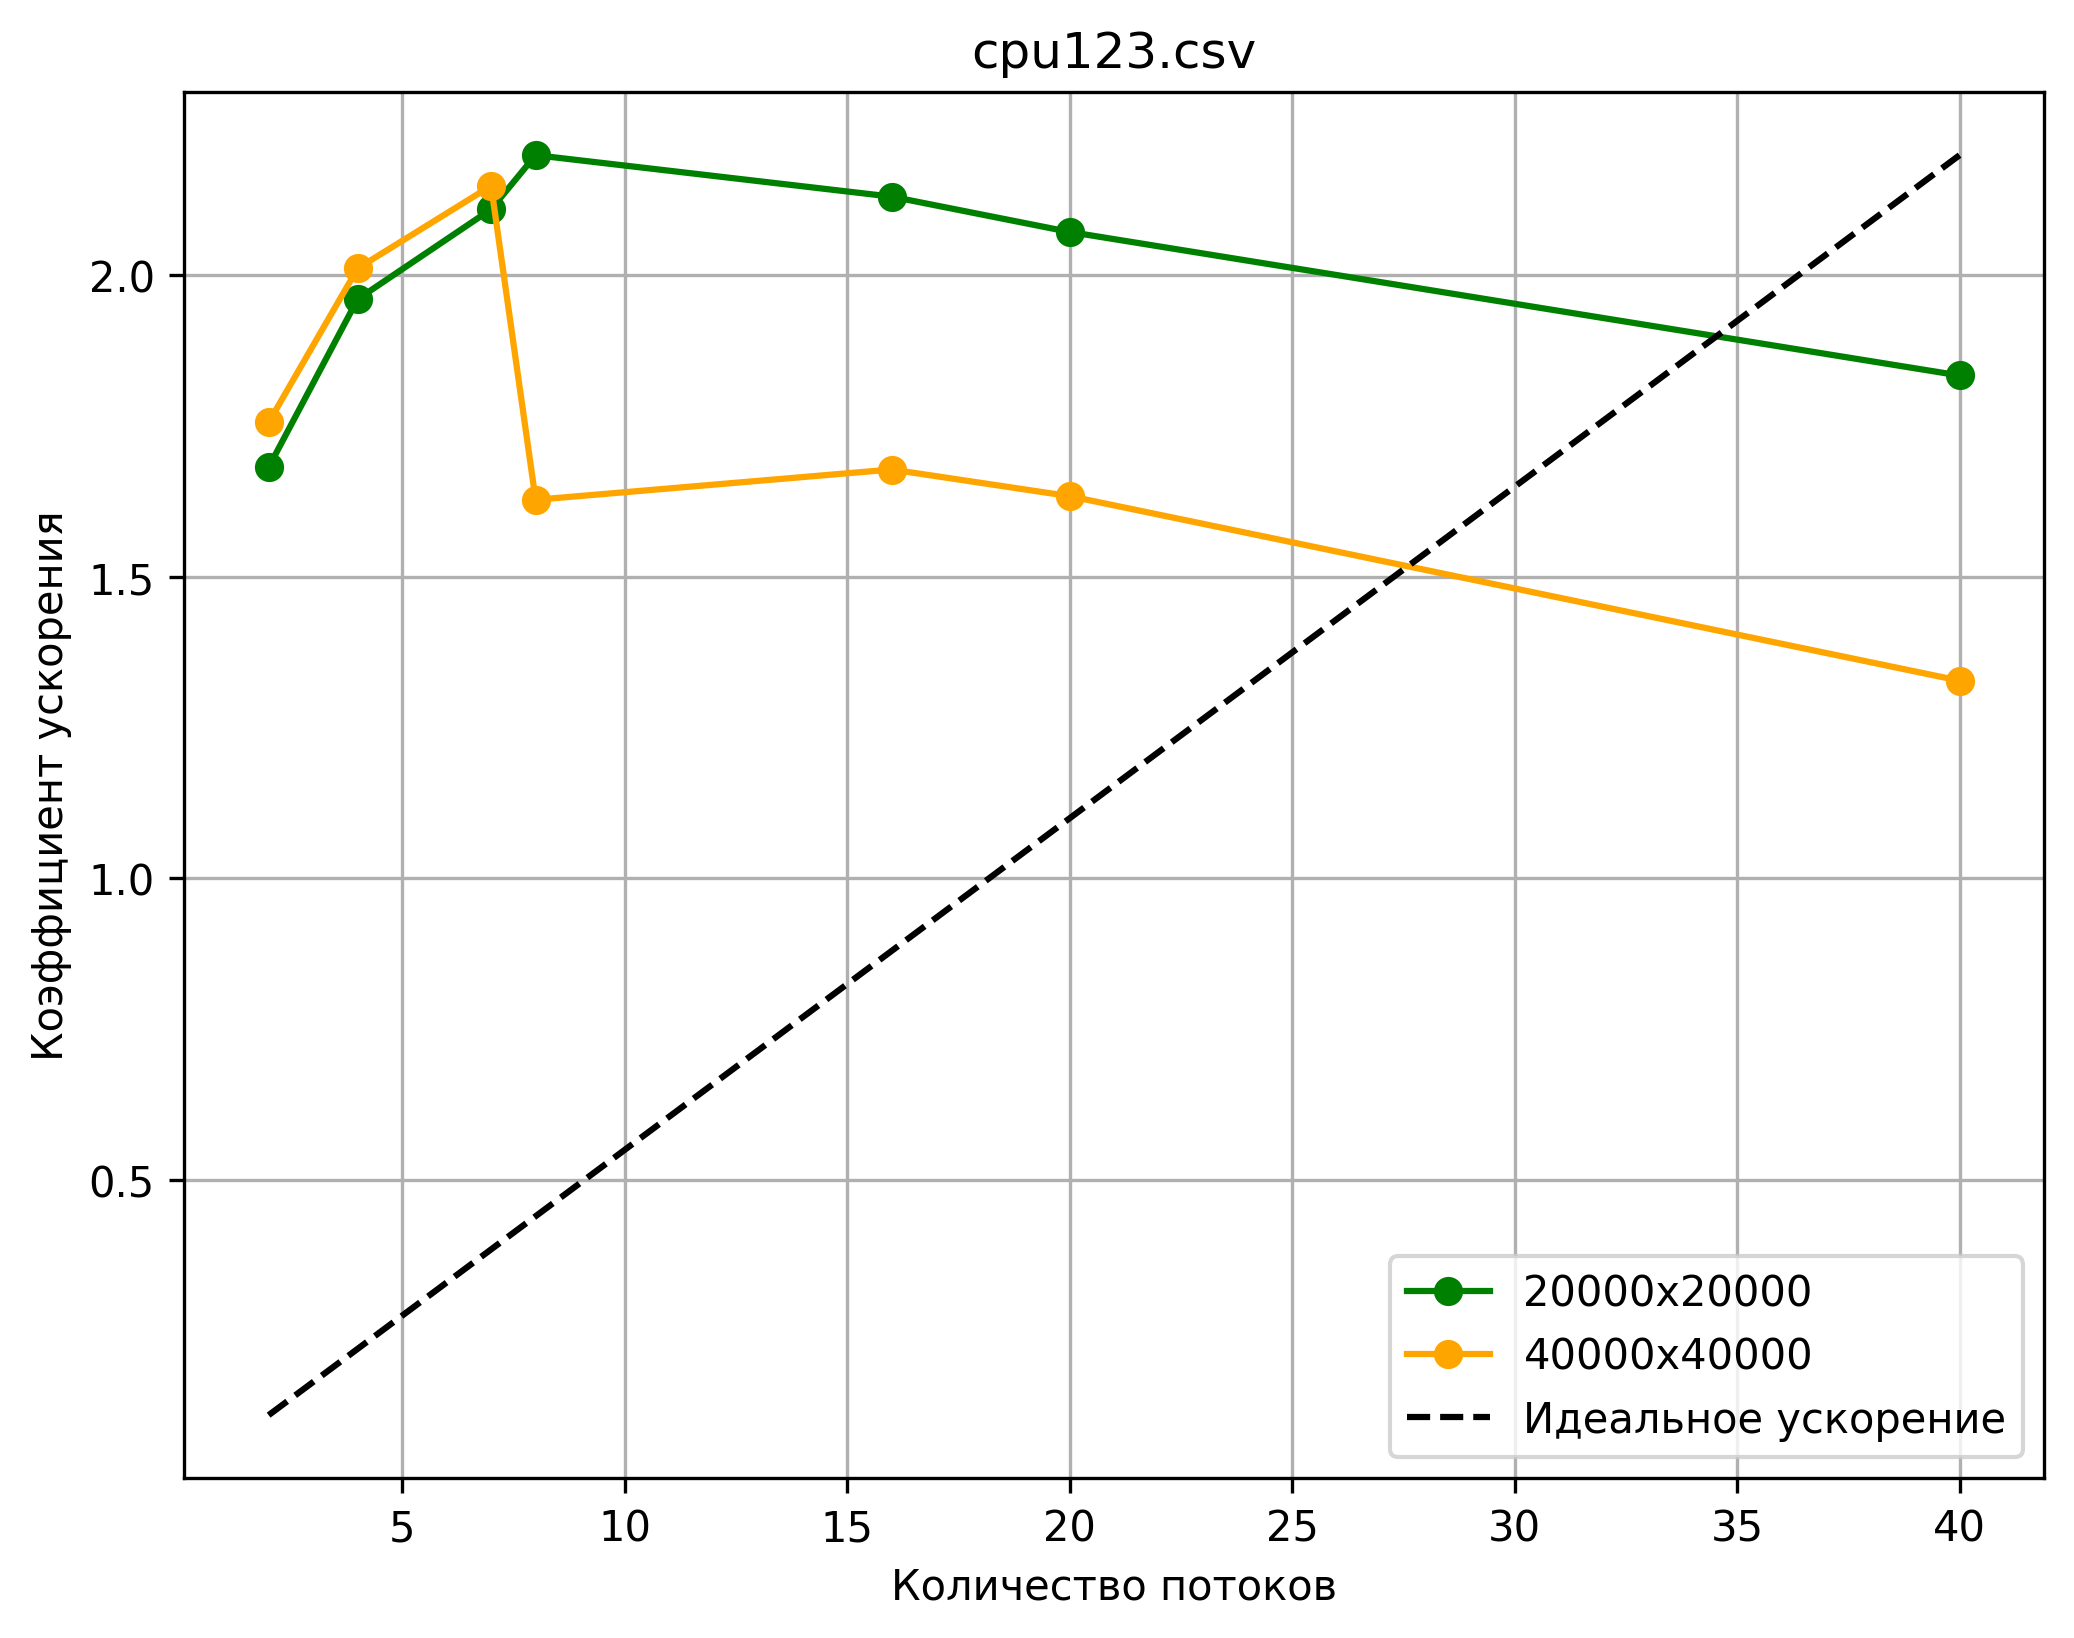 cpu123.csv
Коэффициент ускорения
2.0
1.5
1.0
0.5
20000x20000
40000x40000
Идеальное ускорение
5 10 15 20 25 30 35 40
Количество потоков